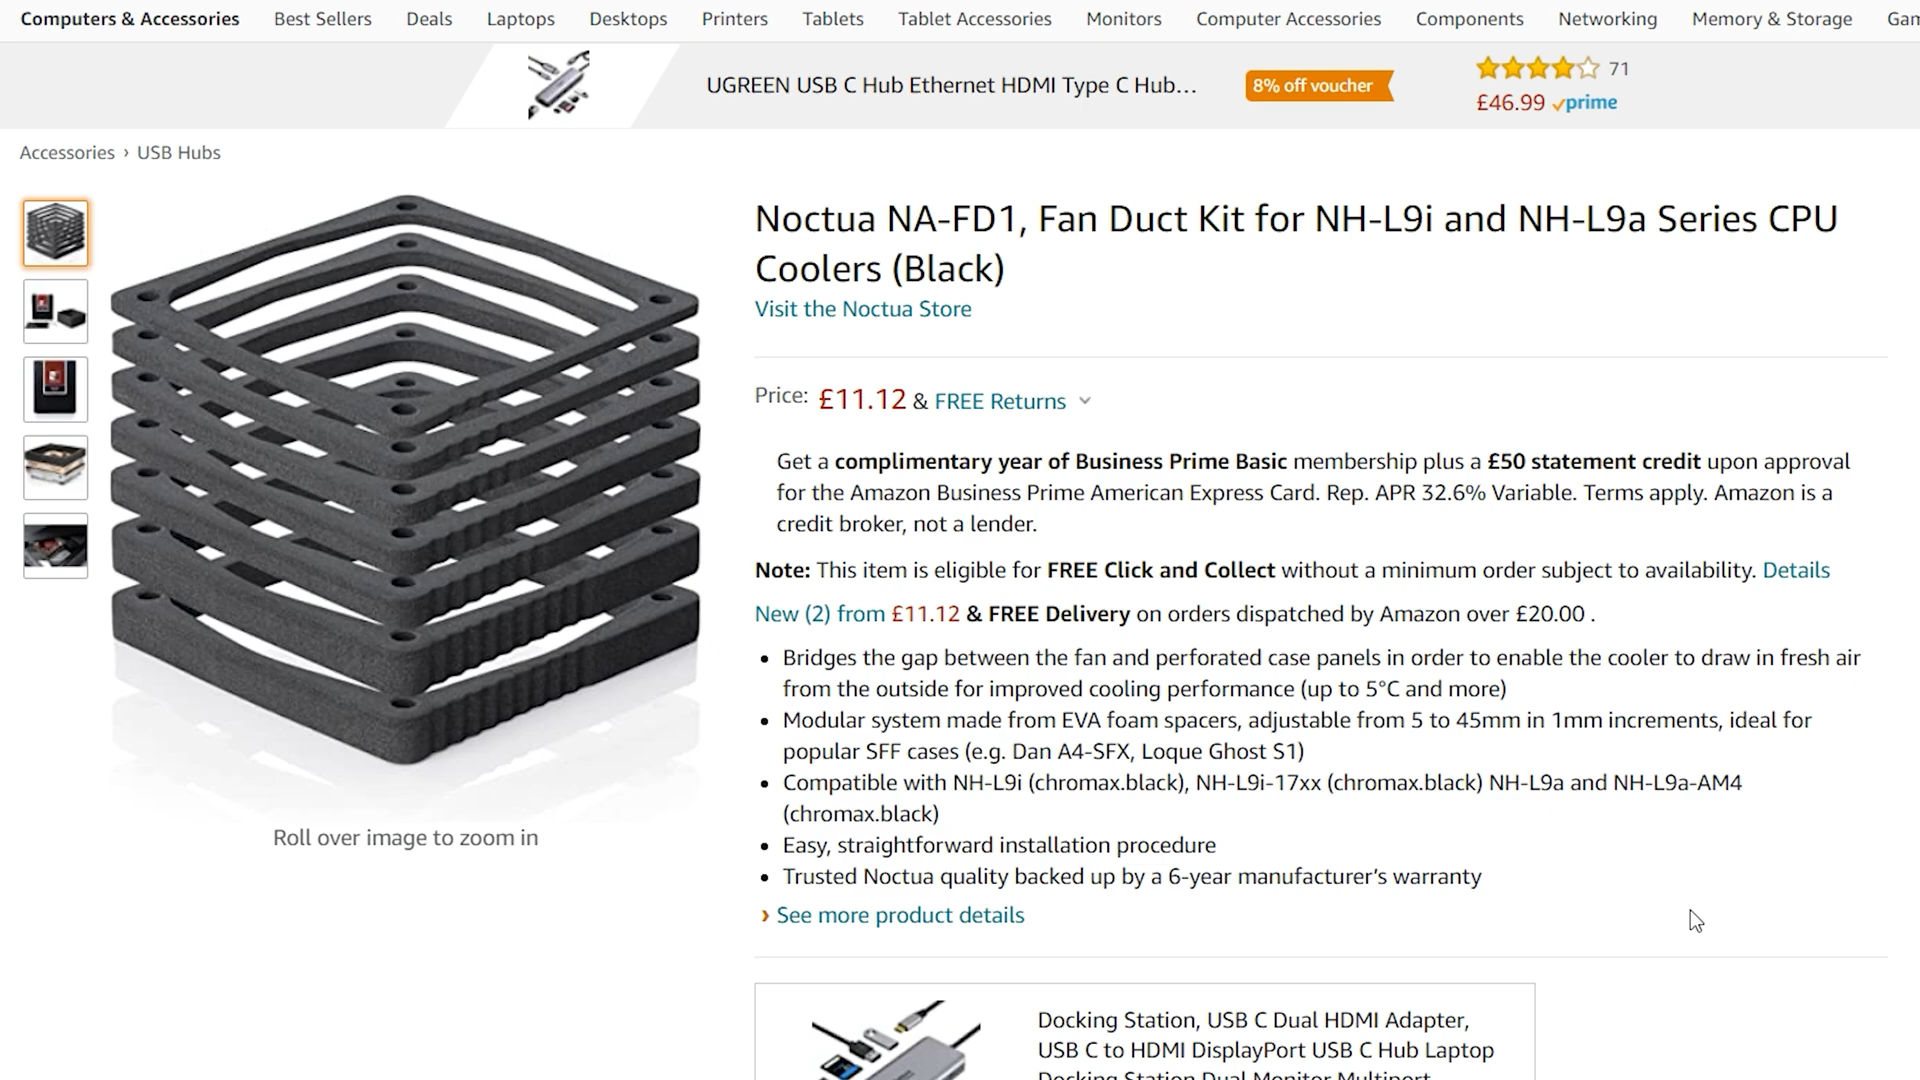 Computers & Accessories Best Sellers Deals Laptops Desktops Printers Tablets Tablet Accessories Monitors Computer Accessories Components Networking Memory & Storage Gam
UGREEN USB C Hub Ethernet HDMI Type C Hub...
8% off voucher
71
£46.99 prime
Accessories › USB Hubs
Noctua NA-FD1, Fan Duct Kit for NH-L9i and NH-L9a Series CPU
Coolers (Black)
Visit the Noctua Store
Price: £11.12 & FREE Returns
Get a complimentary year of Business Prime Basic membership plus a £50 statement credit upon approval
for the Amazon Business Prime American Express Card. Rep. APR 32.6% Variable. Terms apply. Amazon is a
credit broker, not a lender.
Note: This item is eligible for FREE Click and Collect without a minimum order subject to availability. Details
New (2) from £11.12 & FREE Delivery on orders dispatched by Amazon over £20.00 .
• Bridges the gap between the fan and perforated case panels in order to enable the cooler to draw in fresh air
from the outside for improved cooling performance (up to 5°C and more)
• Modular system made from EVA foam spacers, adjustable from 5 to 45mm in 1mm increments, ideal for
popular SFF cases (e.g. Dan A4-SFX, Loque Ghost S1)
• Compatible with NH-L9i (chromax.black), NH-L9i-17xx (chromax.black) NH-L9a and NH-L9a-AM4
(chromax.black)
• Easy, straightforward installation procedure
• Trusted Noctua quality backed up by a 6-year manufacturer’s warranty
› See more product details
Roll over image to zoom in
Docking Station, USB C Dual HDMI Adapter,
USB C to HDMI DisplayPort USB C Hub Laptop
Docking Station Dual Monitor Multiport